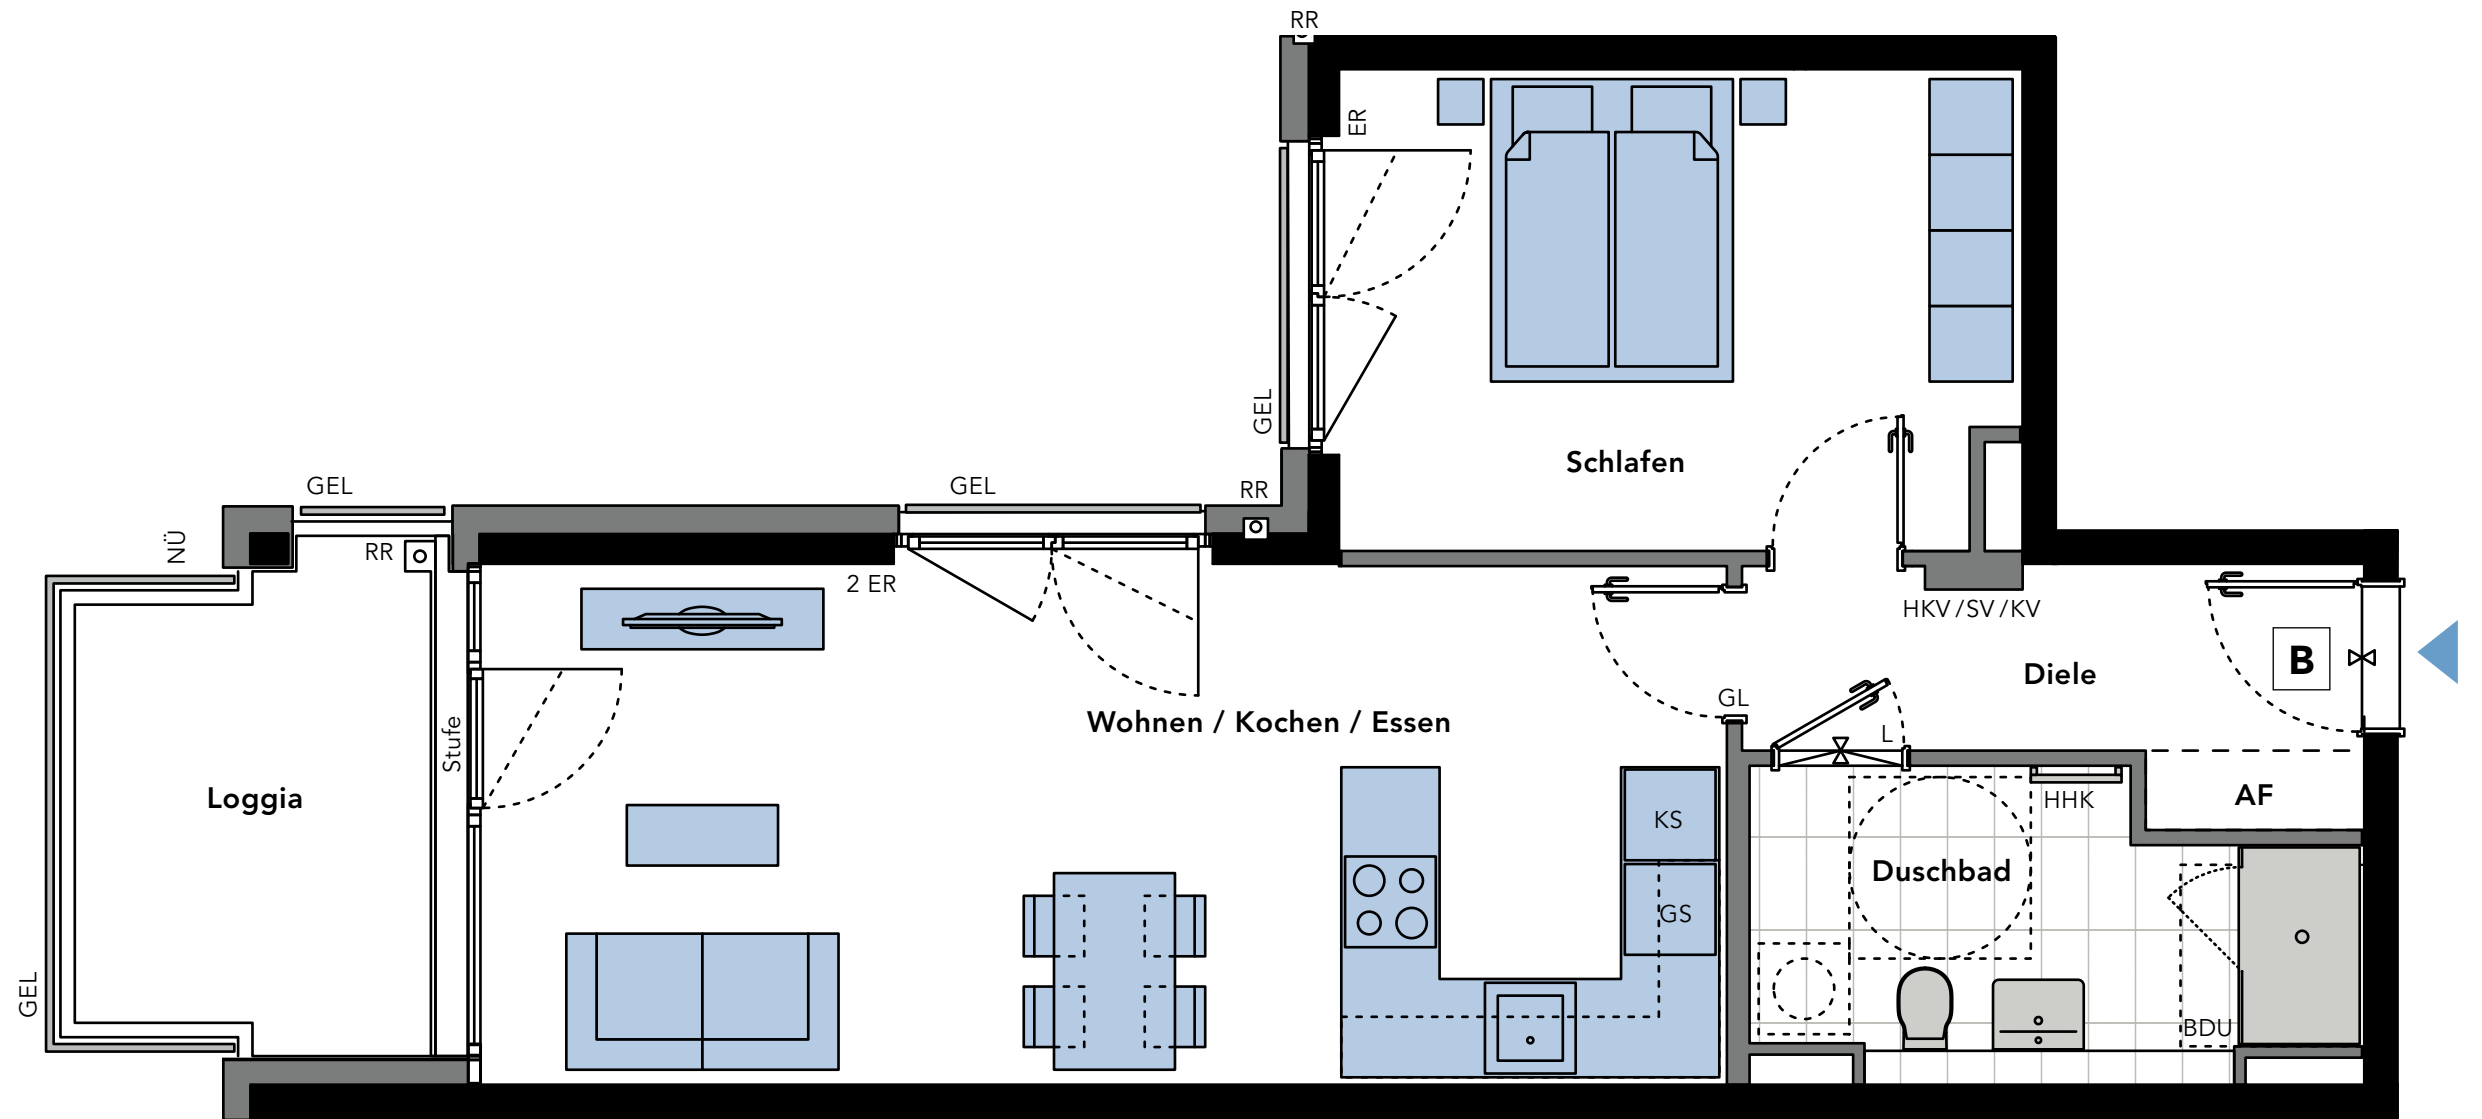 RR
ER
GEL
Schlafen
GEL
GEL
RR
NÜ
RR
2 ER
HKV/SV/KV
B
Diele
GL
Wohnen / Kochen / Essen
L
Stufe
Loggia
HHK
AF
KS
Duschbad
GS
GEL
BDU